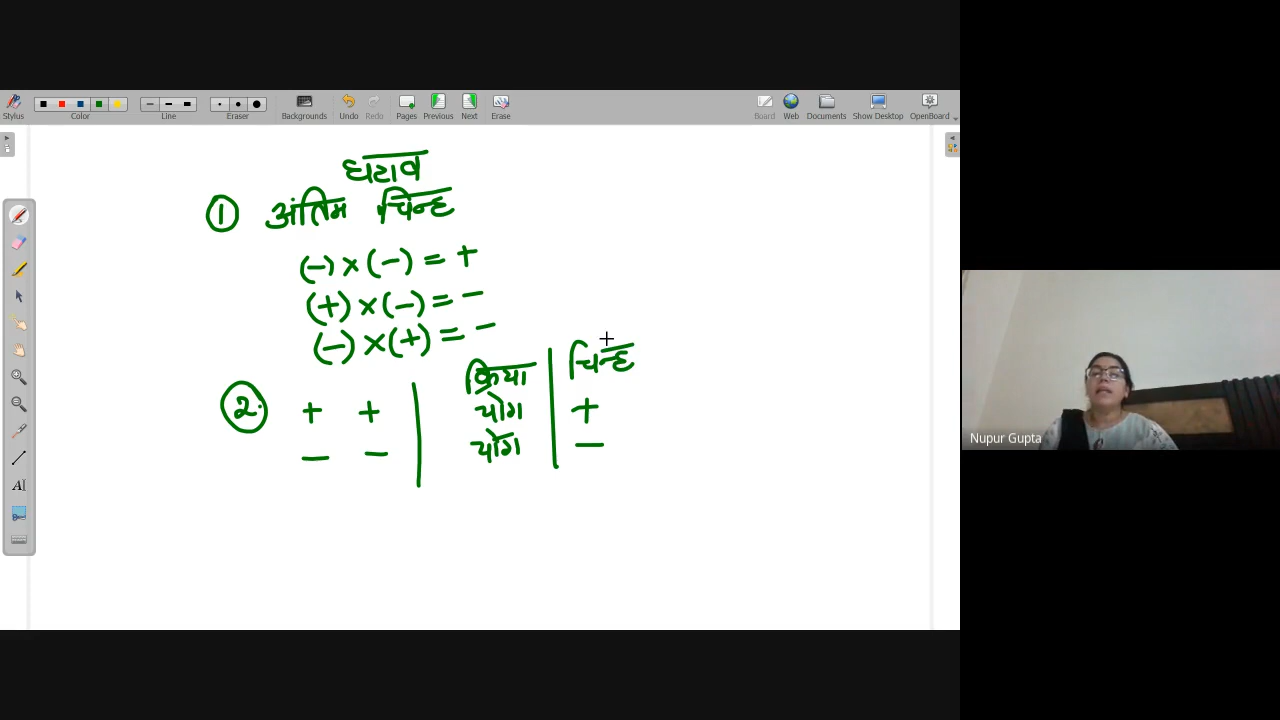 Stylus Color Line Eraser Backgrounds Undo Redo Pages Previous Next Erase Board Web Documents Show Desktop OpenBoard
घटाव
① अंतिम चिन्ह
(-) × (-) = +
(+) × (-) = -
(-) × (+) = -
क्रिया चिन्ह
②. + + योग +
- - योग -
Nupur Gupta